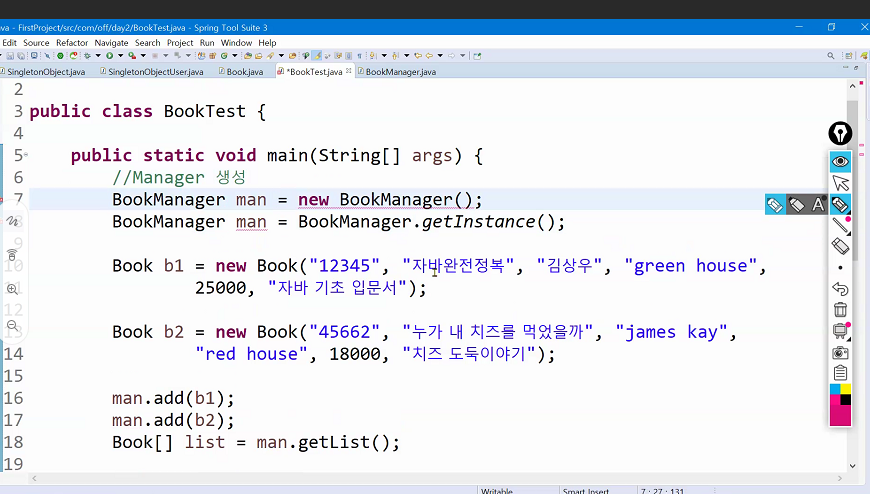 ava - FirstProject/src/com/off/day2/BookTest.java - Spring Tool Suite 3
Edit Source Refactor Navigate Search Project Run Window Help
SingletonObject.java SingletonObjectUser.java Book.java *BookTest.java BookManager.java
2
3 public class BookTest {
4
5 public static void main(String[] args) {
6 //Manager 생성
7 BookManager man = new BookManager();
8 BookManager man = BookManager.getInstance();
9
10 Book b1 = new Book("12345", "자바완전정복", "김상우", "green house",
11 25000, "자바 기초 입문서");
12
13 Book b2 = new Book("45662", "누가 내 치즈를 먹었을까", "james kay",
14 "red house", 18000, "치즈 도둑이야기");
15
16 man.add(b1);
17 man.add(b2);
18 Book[] list = man.getList();
19
A
Writable Smart Insert 7 : 27 : 131